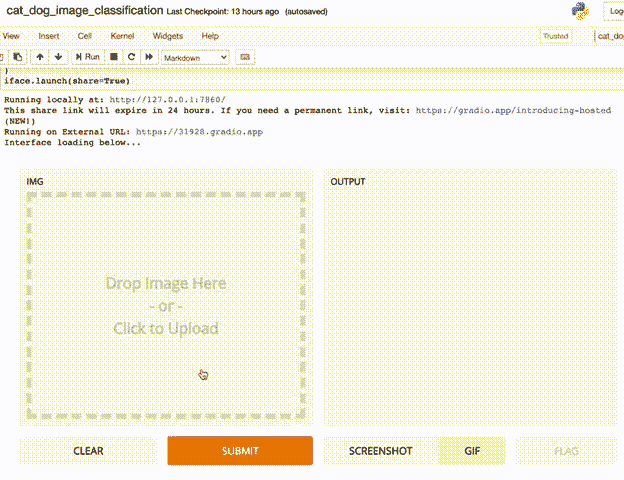 cat_dog_image_classification Last Checkpoint: 13 hours ago (autosaved)
View Insert Cell Kernel Widgets Help Trusted
Run Markdown
)
iface.launch(share=True)
Running locally at: http://127.0.0.1:7860/
This share link will expire in 24 hours. If you need a permanent link, visit: https://gradio.app/introducing-hosted
(NEW!)
Running on External URL: https://31928.gradio.app
Interface loading below...
IMG OUTPUT
Drop Image Here
- or -
Click to Upload
CLEAR SUBMIT SCREENSHOT GIF FLAG